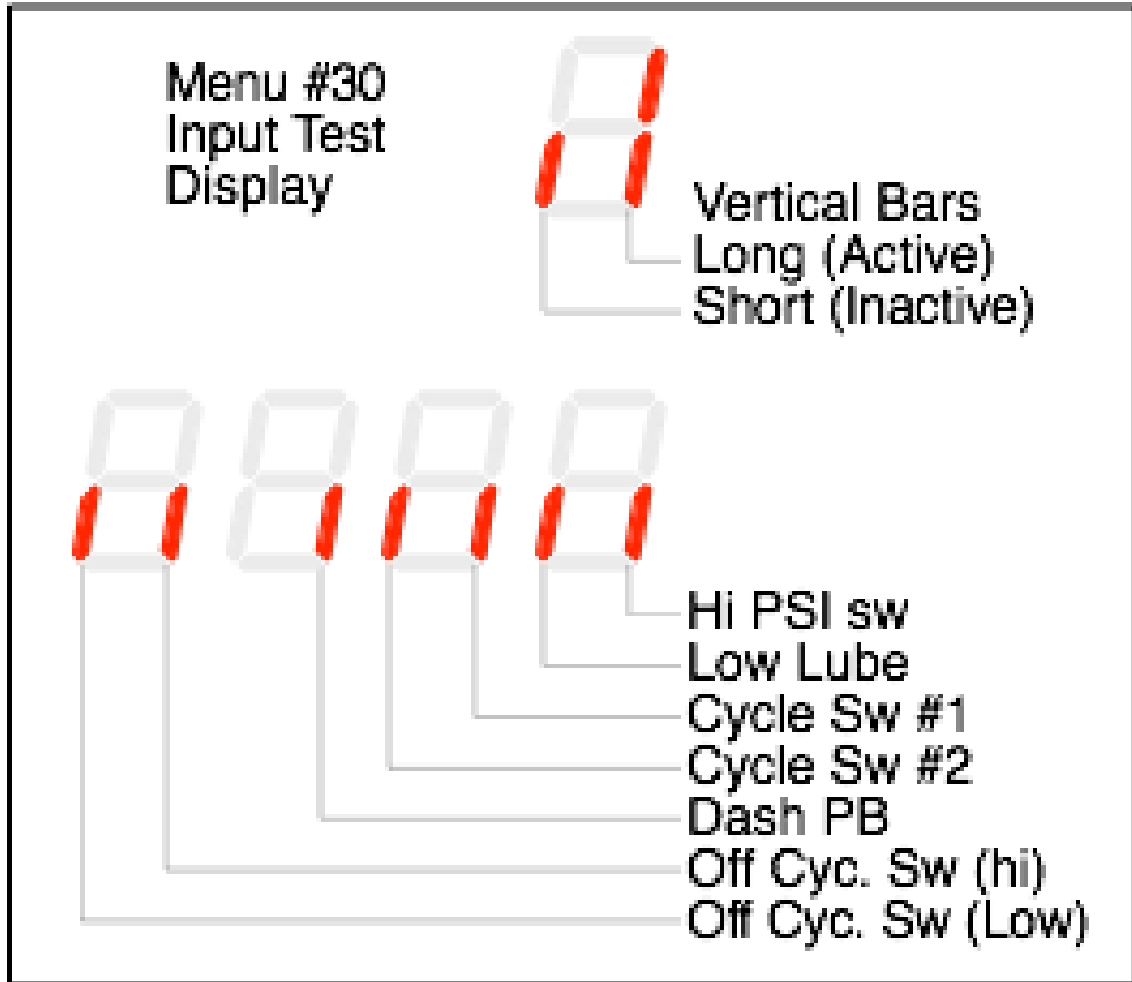 Menu #30
Input Test
Display
Vertical Bars
Long (Active)
Short (Inactive)
Hi PSI sw
Low Lube
Cycle Sw #1
Cycle Sw #2
Dash PB
Off Cyc. Sw (hi)
Off Cyc. Sw (Low)